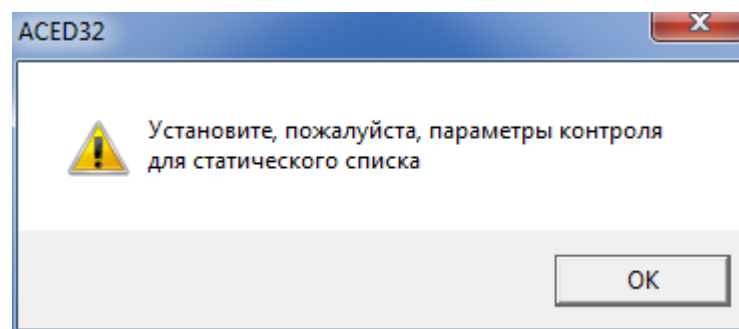 ACED32
Установите, пожалуйста, параметры контроля
для статического списка
OK